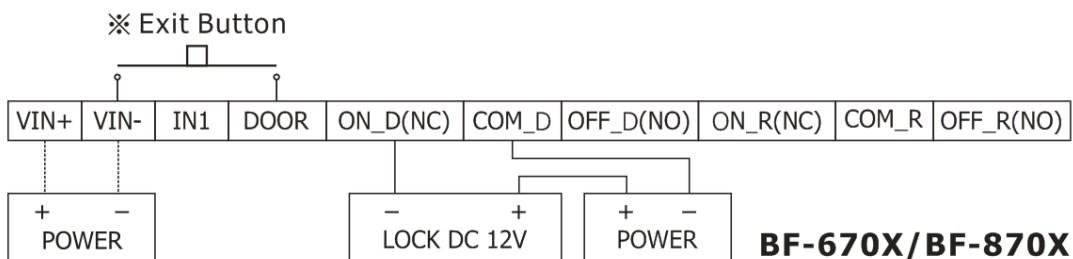 ※ Exit Button
VIN+ VIN- IN1 DOOR ON_D(NC) COM_D OFF_D(NO) ON_R(NC) COM_R OFF_R(NO)
+ − − + + −
POWER LOCK DC 12V POWER BF-670X/BF-870X